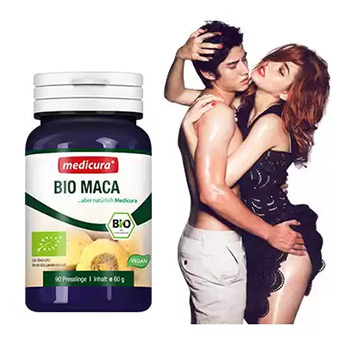 medicura®
BIO MACA
...aber natürlich Medicura
BiO
VEGAN
90 Presslinge | Inhalt: e 60 g